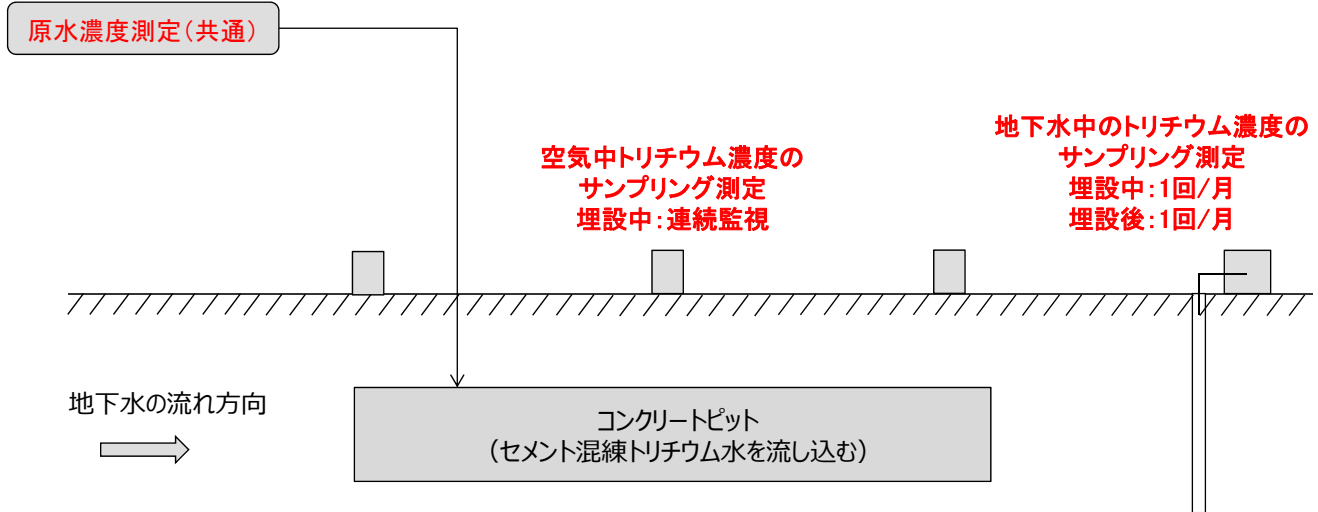 原水濃度測定(共通)
空気中トリチウム濃度の
サンプリング測定
埋設中:連続監視
地下水中のトリチウム濃度の
サンプリング測定
埋設中:1回/月
埋設後:1回/月
地下水の流れ方向
コンクリートピット
(セメント混練トリチウム水を流し込む)